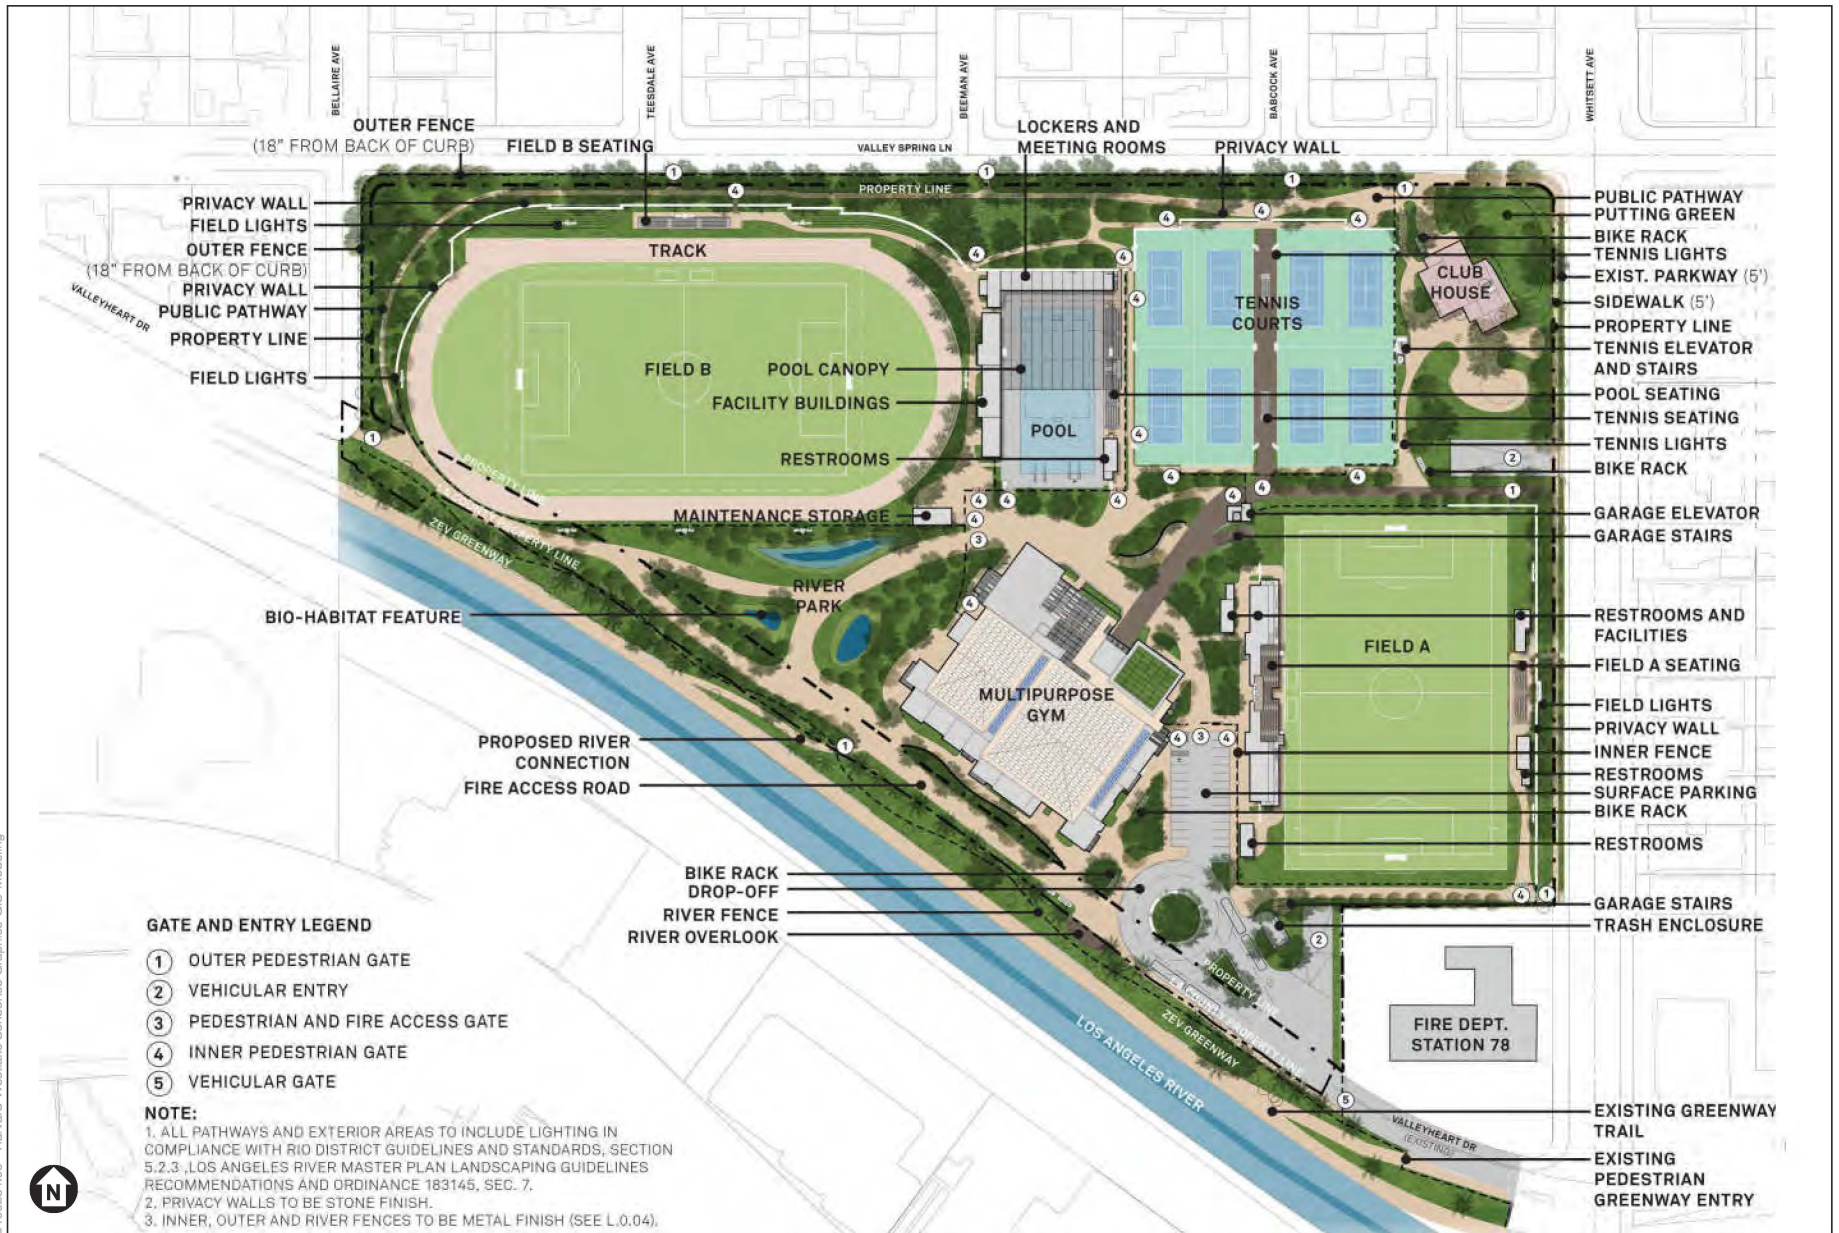 BELLAIRE AVE
TEESDALE AVE
BEEMAN AVE
BABCOCK AVE
WHITSETT AVE
VALLEY SPRING LN
VALLEYHEART DR
OUTER FENCE
(18" FROM BACK OF CURB)
FIELD B SEATING
LOCKERS AND
MEETING ROOMS
PRIVACY WALL
PRIVACY WALL
FIELD LIGHTS
OUTER FENCE
(18" FROM BACK OF CURB)
PRIVACY WALL
PUBLIC PATHWAY
PROPERTY LINE
FIELD LIGHTS
PROPERTY LINE
TRACK
FIELD B
POOL CANOPY
FACILITY BUILDINGS
POOL
RESTROOMS
MAINTENANCE STORAGE
TENNIS
COURTS
CLUB
HOUSE
PUBLIC PATHWAY
PUTTING GREEN
BIKE RACK
TENNIS LIGHTS
EXIST. PARKWAY (5')
SIDEWALK (5')
PROPERTY LINE
TENNIS ELEVATOR
AND STAIRS
POOL SEATING
TENNIS SEATING
TENNIS LIGHTS
BIKE RACK
GARAGE ELEVATOR
GARAGE STAIRS
RESTROOMS AND
FACILITIES
FIELD A SEATING
FIELD LIGHTS
PRIVACY WALL
INNER FENCE
RESTROOMS
SURFACE PARKING
BIKE RACK
RESTROOMS
GARAGE STAIRS
TRASH ENCLOSURE
EXISTING GREENWAY
TRAIL
EXISTING
PEDESTRIAN
GREENWAY ENTRY
PROPERTY LINE
ZEV GREENWAY
RIVER
PARK
BIO-HABITAT FEATURE
MULTIPURPOSE
GYM
FIELD A
PROPOSED RIVER
CONNECTION
FIRE ACCESS ROAD
BIKE RACK
DROP-OFF
RIVER FENCE
RIVER OVERLOOK
PROPERTY LINE
LA COUNTY PROPERTY LINE
ZEV GREENWAY
LOS ANGELES RIVER
FIRE DEPT.
STATION 78
VALLEYHEART DR
(EXISTING)
GATE AND ENTRY LEGEND
1 OUTER PEDESTRIAN GATE
2 VEHICULAR ENTRY
3 PEDESTRIAN AND FIRE ACCESS GATE
4 INNER PEDESTRIAN GATE
5 VEHICULAR GATE
NOTE:
1. ALL PATHWAYS AND EXTERIOR AREAS TO INCLUDE LIGHTING IN
COMPLIANCE WITH RIO DISTRICT GUIDELINES AND STANDARDS, SECTION
5.2.3 ,LOS ANGELES RIVER MASTER PLAN LANDSCAPING GUIDELINES
RECOMMENDATIONS AND ORDINANCE 183145, SEC. 7.
2. PRIVACY WALLS TO BE STONE FINISH.
3. INNER, OUTER AND RIVER FENCES TO BE METAL FINISH (SEE L.0.04).
N